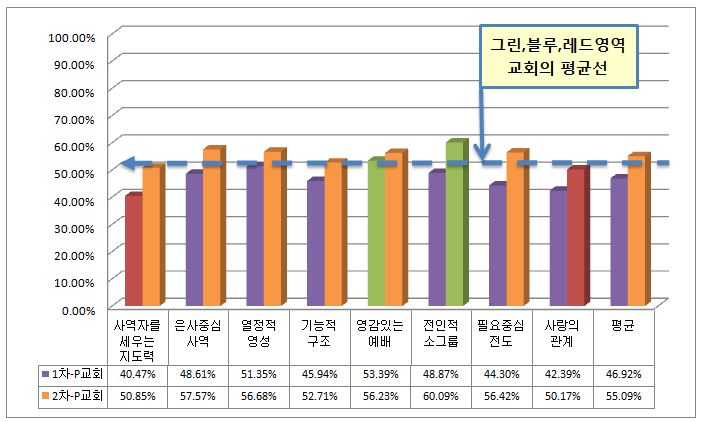 그린,블루,레드영역
교회의 평균선
100.00%
90.00%
80.00%
70.00%
60.00%
50.00%
40.00%
30.00%
20.00%
10.00%
0.00%
사역자를 세우는 지도력
은사중심 사역
열정적 영성
기능적 구조
영감있는 예배
전인적 소그룹
필요중심 전도
사랑의 관계
평균
1차-P교회 40.47% 48.61% 51.35% 45.94% 53.39% 48.87% 44.30% 42.39% 46.92%
2차-P교회 50.85% 57.57% 56.68% 52.71% 56.23% 60.09% 56.42% 50.17% 55.09%